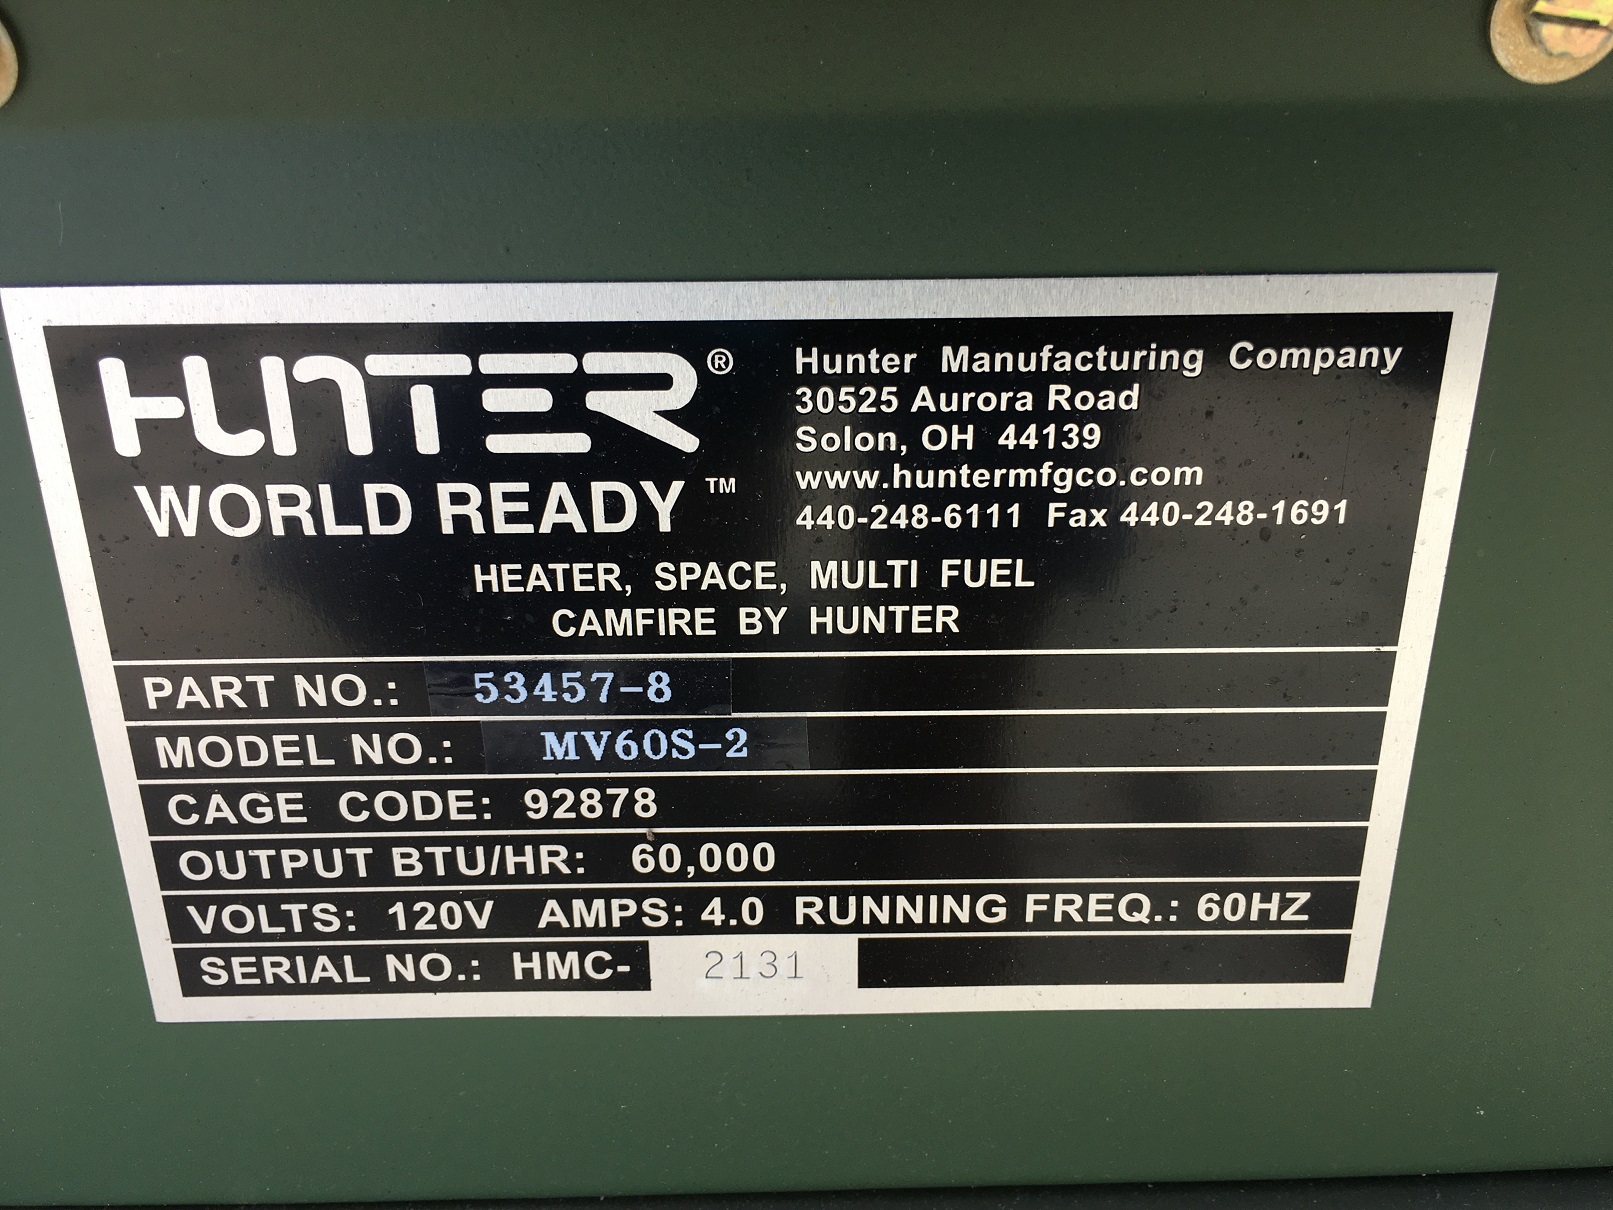 HUNTER®
WORLD READY™
Hunter Manufacturing Company
30525 Aurora Road
Solon, OH 44139
www.huntermfgco.com
440-248-6111 Fax 440-248-1691
HEATER, SPACE, MULTI FUEL
CAMFIRE BY HUNTER
PART NO.: 53457-8
MODEL NO.: MV60S-2
CAGE CODE: 92878
OUTPUT BTU/HR: 60,000
VOLTS: 120V AMPS: 4.0 RUNNING FREQ.: 60HZ
SERIAL NO.: HMC- 2131